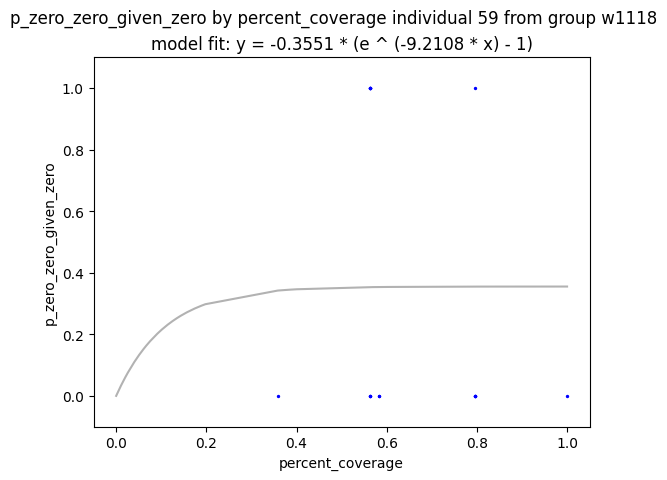 p_zero_zero_given_zero by percent_coverage individual 59 from group w1118
model fit: y = -0.3551 * (e ^ (-9.2108 * x) - 1)
1.0
0.8
0.6
0.4
0.2
0.0
p_zero_zero_given_zero
0.0 0.2 0.4 0.6 0.8 1.0
percent_coverage